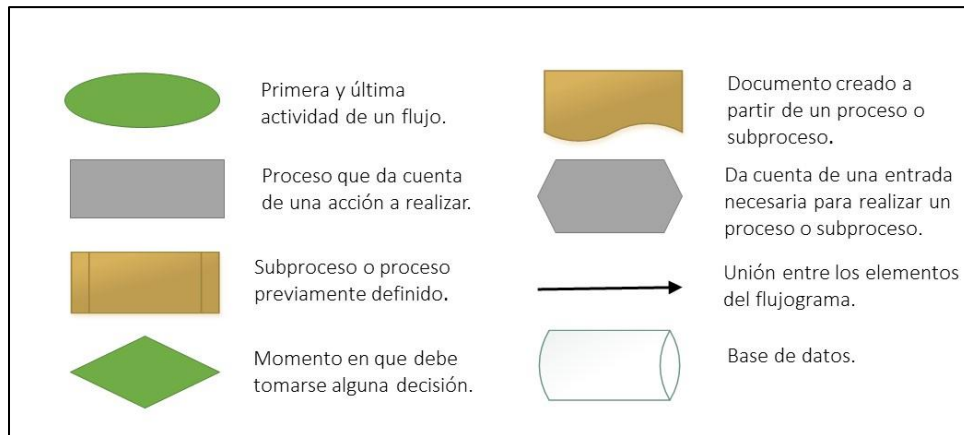 Primera y última
actividad de un flujo.
Proceso que da cuenta
de una acción a realizar.
Subproceso o proceso
previamente definido.
Momento en que debe
tomarse alguna decisión.
Documento creado a
partir de un proceso o
subproceso.
Da cuenta de una entrada
necesaria para realizar un
proceso o subproceso.
Unión entre los elementos
del flujograma.
Base de datos.